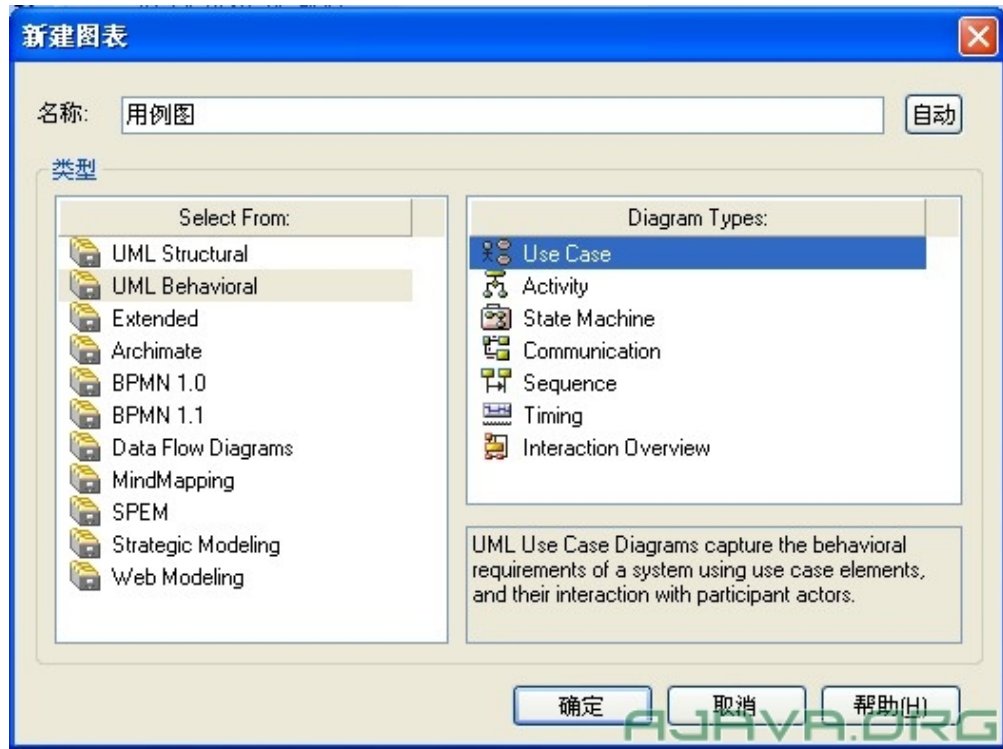 新建图表
名称:
用例图
自动
类型
Select From:
UML Structural
UML Behavioral
Extended
Archimate
BPMN 1.0
BPMN 1.1
Data Flow Diagrams
MindMapping
SPEM
Strategic Modeling
Web Modeling
Diagram Types:
Use Case
Activity
State Machine
Communication
Sequence
Timing
Interaction Overview
UML Use Case Diagrams capture the behavioral
requirements of a system using use case elements,
and their interaction with participant actors.
确定
取消
帮助(H)
AJAVA.ORG